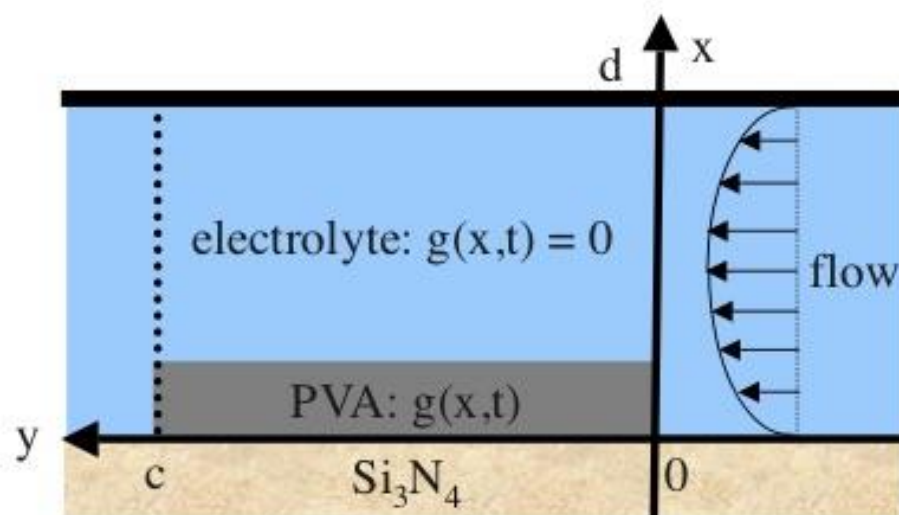 d
x
electrolyte: g(x,t) = 0
flow
PVA: g(x,t)
y
c
Si₃N₄
0